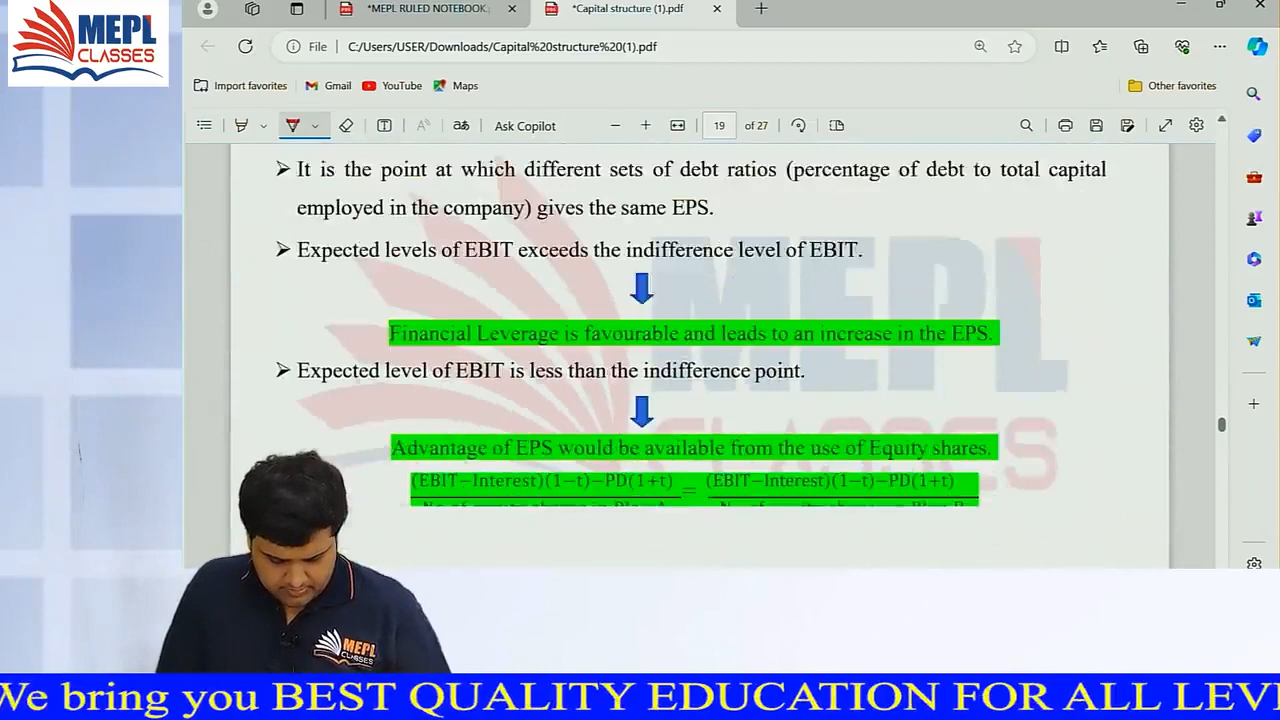 MEPL
CLASSES
*MEPL RULED NOTEBOOK.
*Capital structure (1).pdf
File
C:/Users/USER/Downloads/Capital%20structure%20(1).pdf
Import favorites
Gmail
YouTube
Maps
Other favorites
Ask Copilot
19
of 27
It is the point at which different sets of debt ratios (percentage of debt to total capital
employed in the company) gives the same EPS.
Expected levels of EBIT exceeds the indifference level of EBIT.
Financial Leverage is favourable and leads to an increase in the EPS.
Expected level of EBIT is less than the indifference point.
Advantage of EPS would be available from the use of Equity shares.
(EBIT−Interest)(1−t)−PD(1+t) = (EBIT−Interest)(1−t)−PD(1+t)
MEPL
CLASSES
MEPL
CLASSES
We bring you BEST QUALITY EDUCATION FOR ALL LEVE